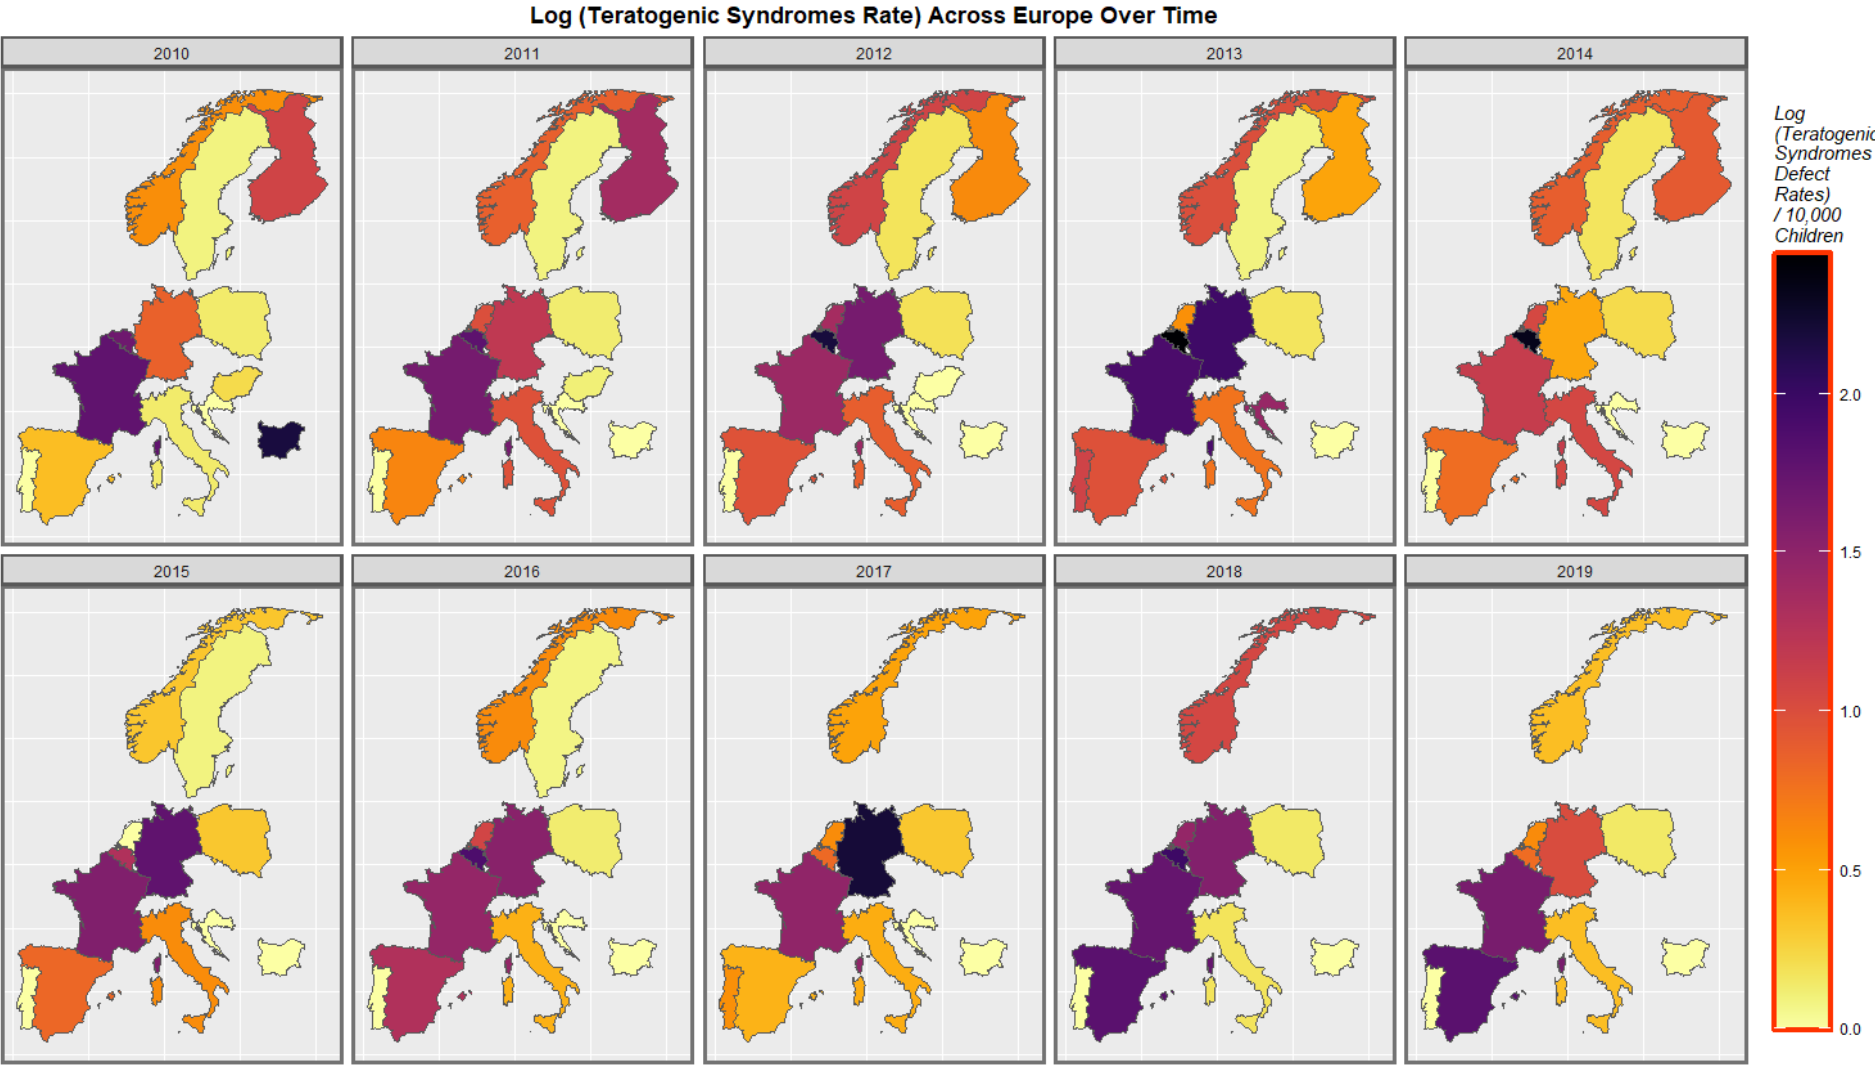 Log (Teratogenic Syndromes Rate) Across Europe Over Time
2010
2011
2012
2013
2014
Log
(Teratogenic
Syndromes
Defect
Rates)
/ 10,000
Children
2.0
1.5
1.0
0.5
0.0
2015
2016
2017
2018
2019